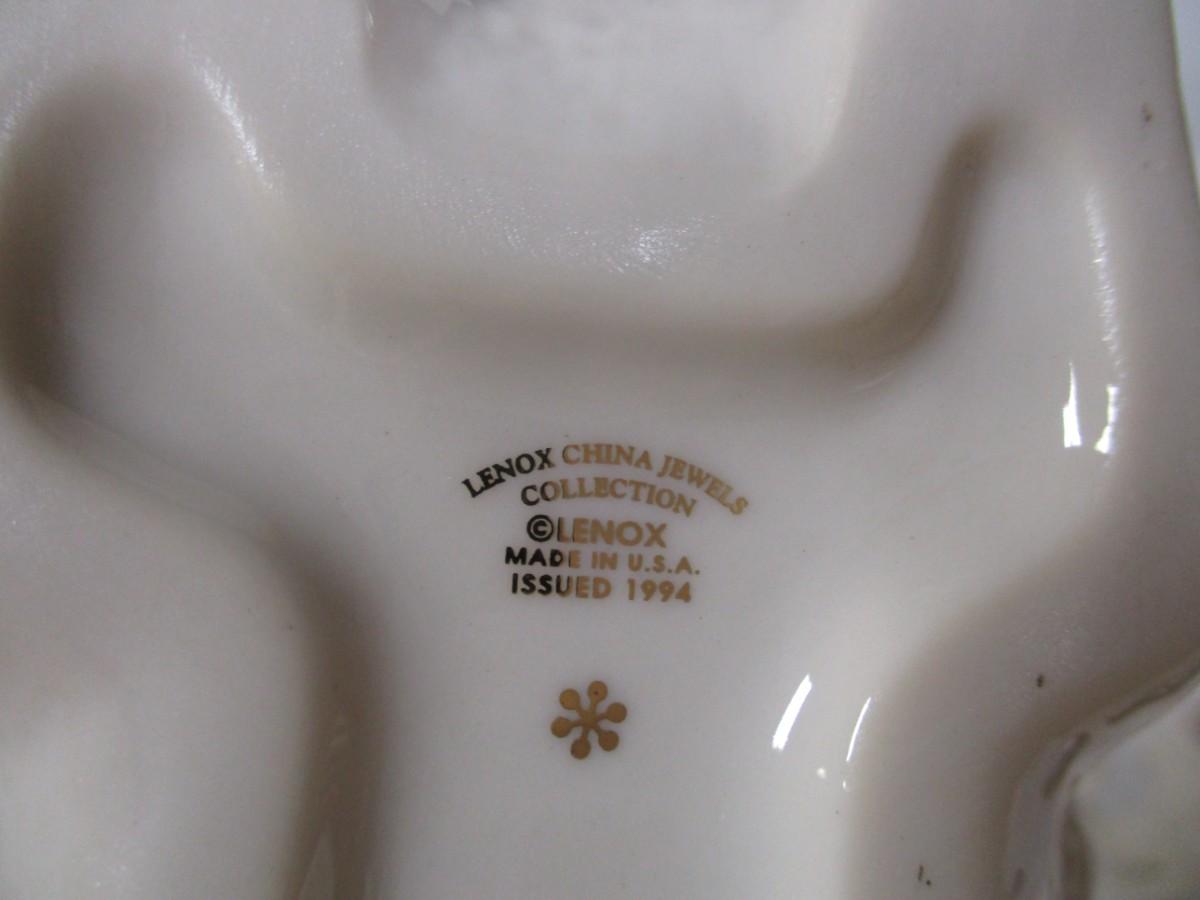 LENOX CHINA JEWELS
COLLECTION
©LENOX
MADE IN U.S.A.
ISSUED 1994